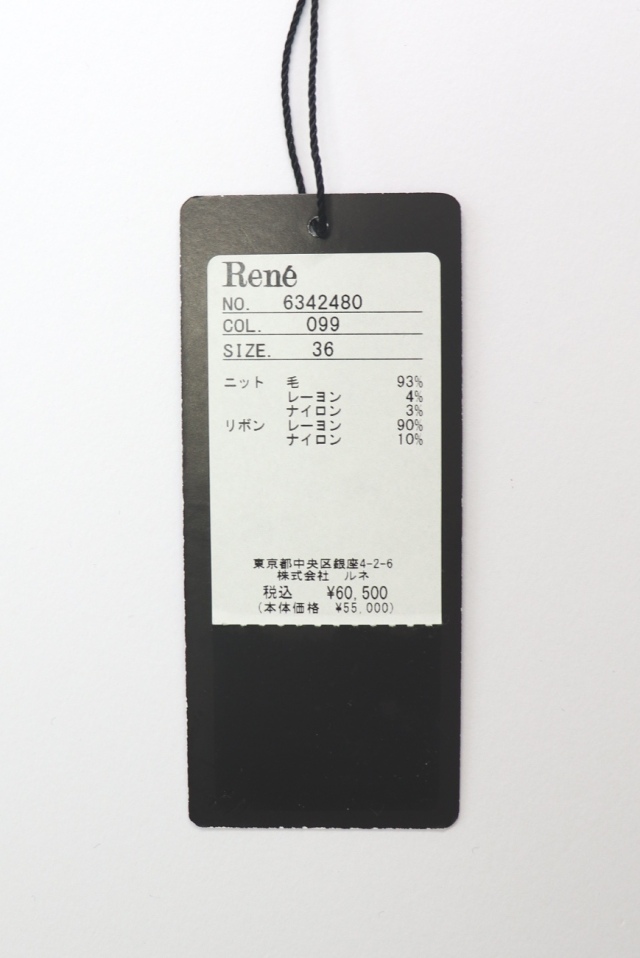 René
NO. 6342480
COL. 099
SIZE. 36
ニット 毛 93%
レーヨン 4%
ナイロン 3%
リボン レーヨン 90%
ナイロン 10%
東京都中央区銀座4-2-6
株式会社 ルネ
税込 ¥60,500
(本体価格 ¥55,000)